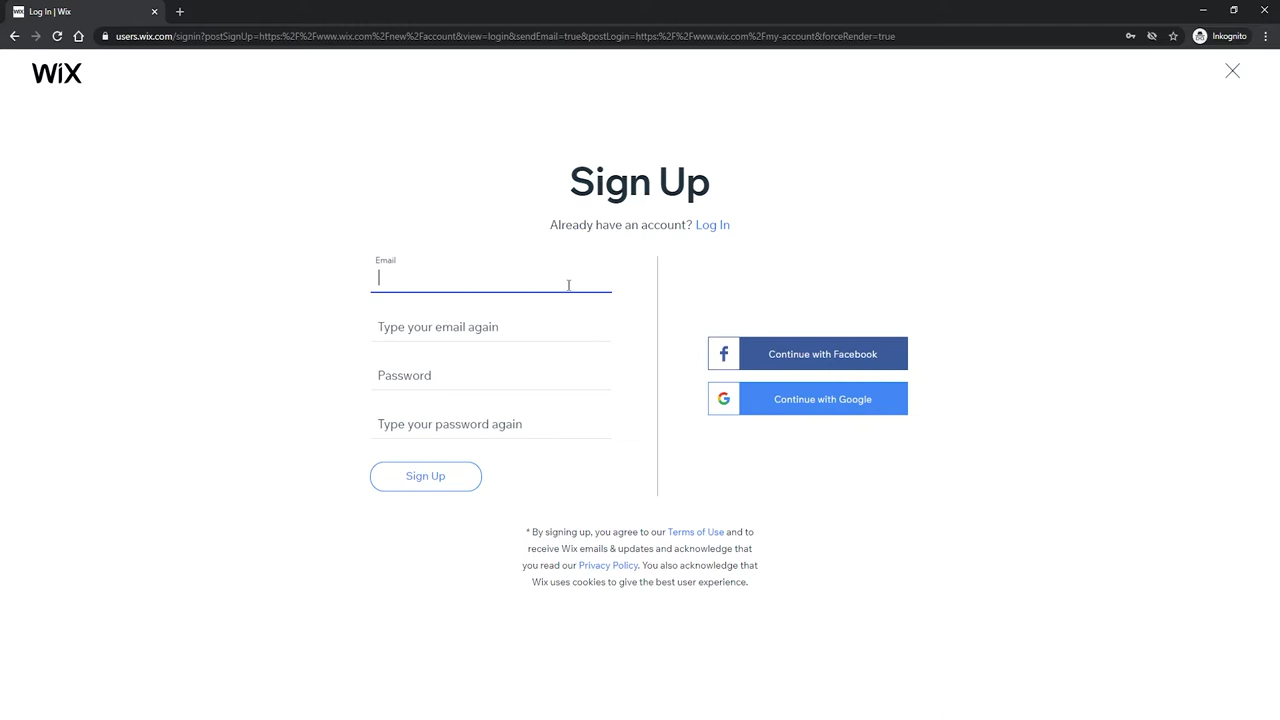 WiX Log In | Wix
users.wix.com/signin?postSignUp=https:%2F%2Fwww.wix.com%2Fnew%2Faccount&view=login&sendEmail=true&postLogin=https:%2F%2Fwww.wix.com%2Fmy-account&forceRender=true
Inkognito
WiX
Sign Up
Already have an account? Log In
Email
Type your email again
Password
Type your password again
Sign Up
Continue with Facebook
Continue with Google
* By signing up, you agree to our Terms of Use and to
receive Wix emails & updates and acknowledge that
you read our Privacy Policy. You also acknowledge that
Wix uses cookies to give the best user experience.